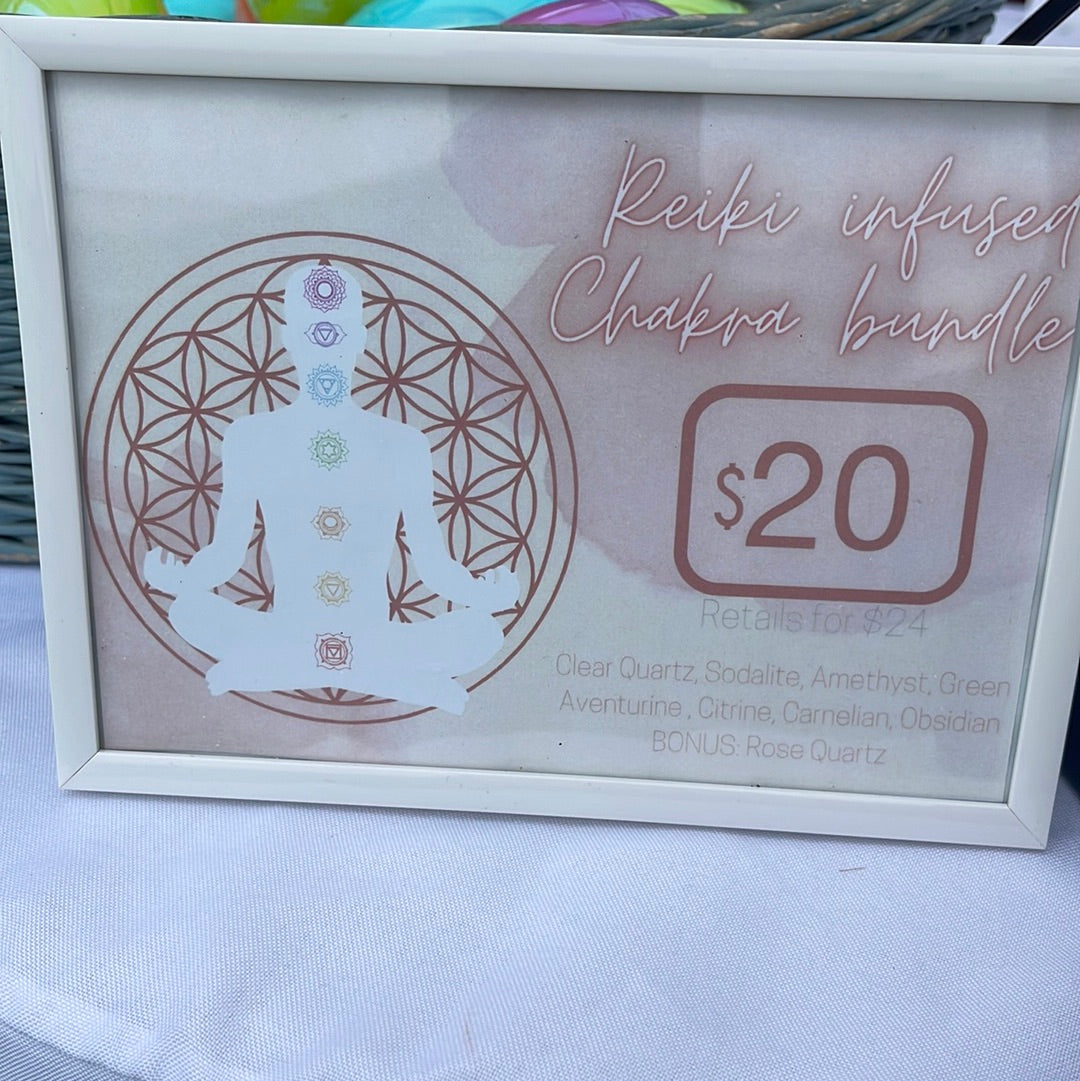 Reiki infused
Chakra bundle
$20
Retails for $24
Clear Quartz, Sodalite, Amethyst, Green
Aventurine , Citrine, Carnelian, Obsidian
BONUS: Rose Quartz